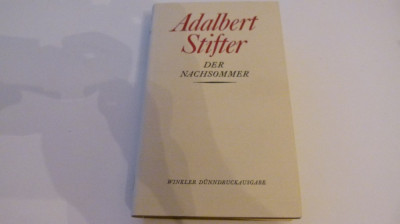 Adalbert
Stifter
DER
NACHSOMMER
WINKLER DÜNNDRUCKAUSGABE